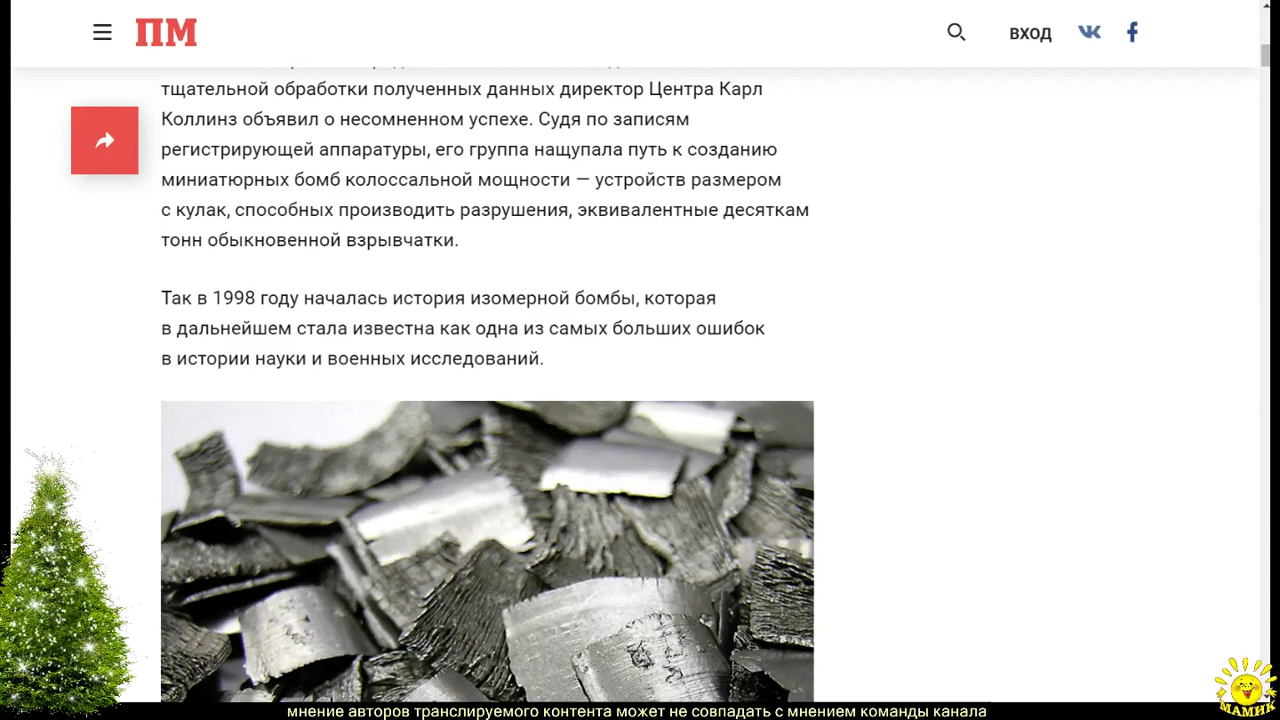 ПМ
ВХОД
тщательной обработки полученных данных директор Центра Карл
Коллинз объявил о несомненном успехе. Судя по записям
регистрирующей аппаратуры, его группа нащупала путь к созданию
миниатюрных бомб колоссальной мощности — устройств размером
с кулак, способных производить разрушения, эквивалентные десяткам
тонн обыкновенной взрывчатки.
Так в 1998 году началась история изомерной бомбы, которая
в дальнейшем стала известна как одна из самых больших ошибок
в истории науки и военных исследований.
МАМИК
мнение авторов транслируемого контента может не совпадать с мнением команды канала